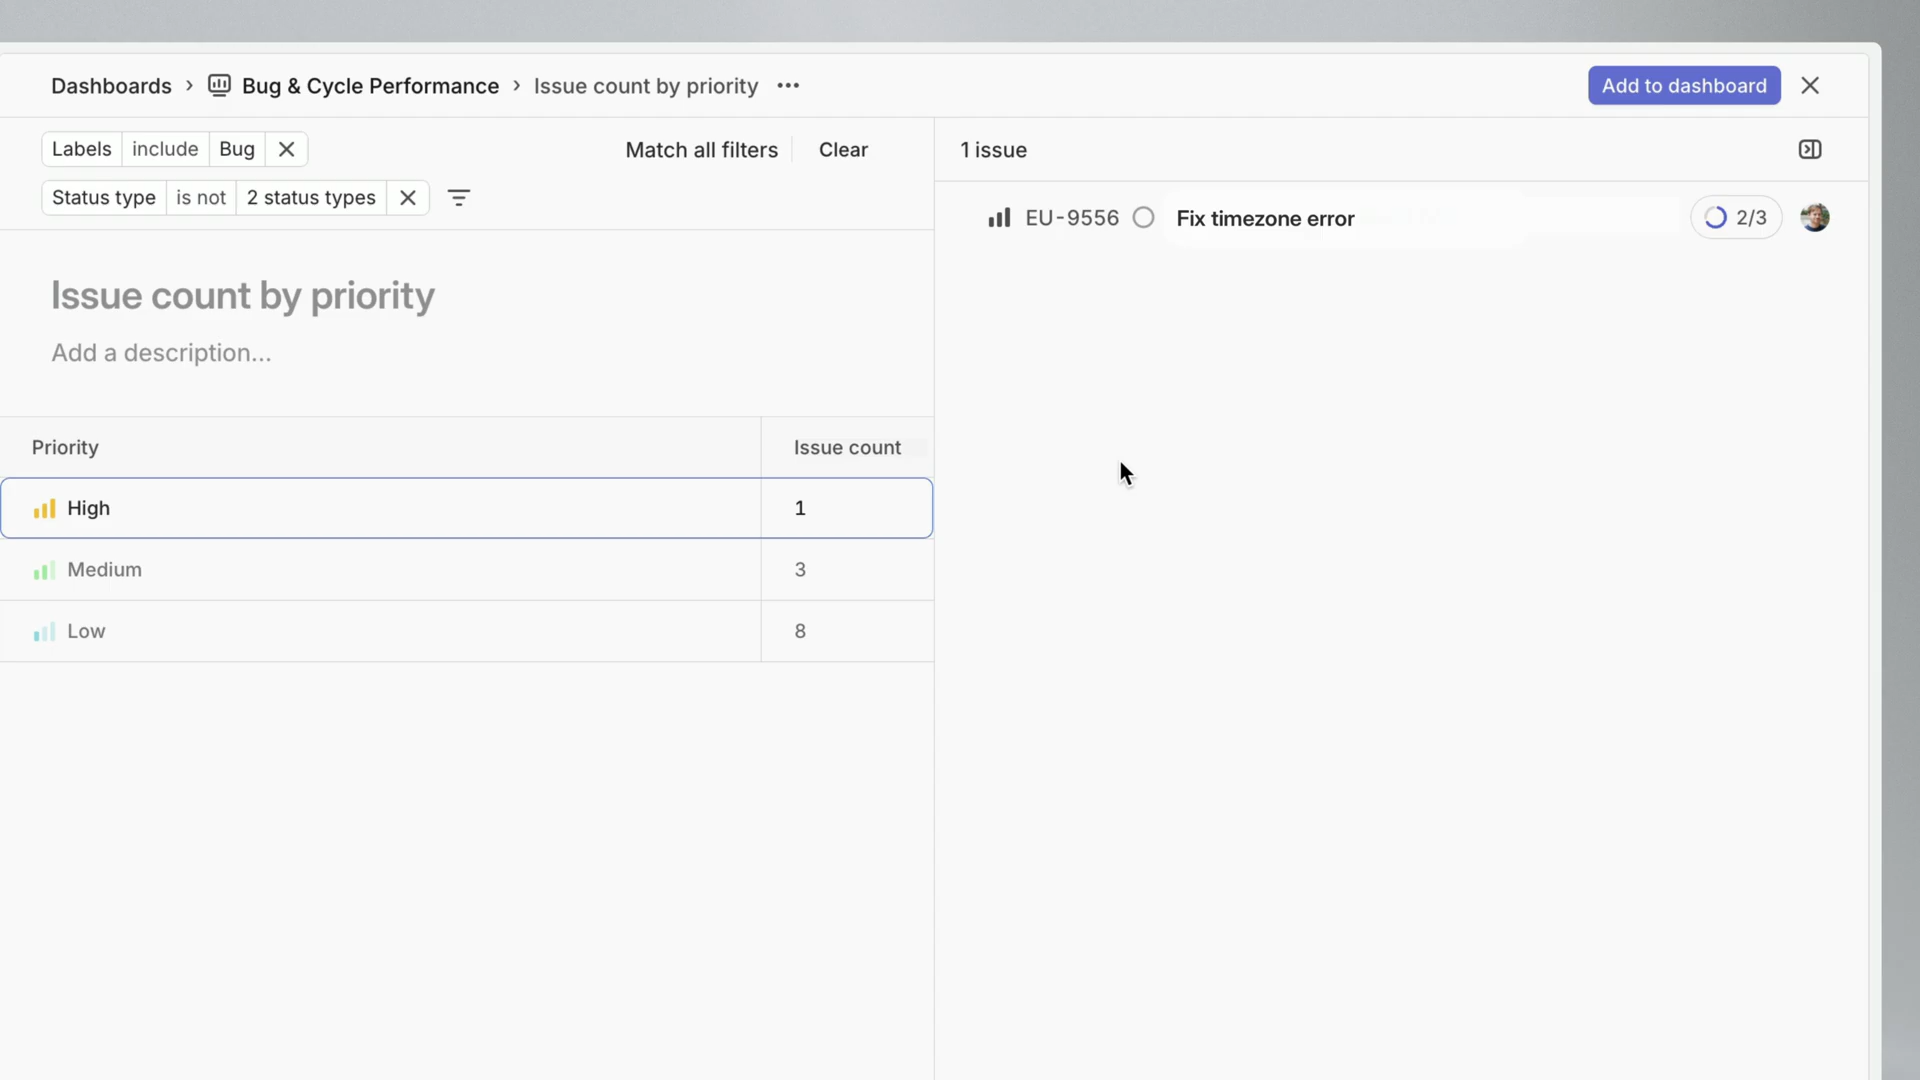 Dashboards › Bug & Cycle Performance › Issue count by priority ···
Add to dashboard
Labels include Bug
Match all filters
Clear
Status type is not 2 status types
Issue count by priority
Add a description...
Priority Issue count
High 1
Medium 3
Low 8
1 issue
EU-9556 Fix timezone error 2/3